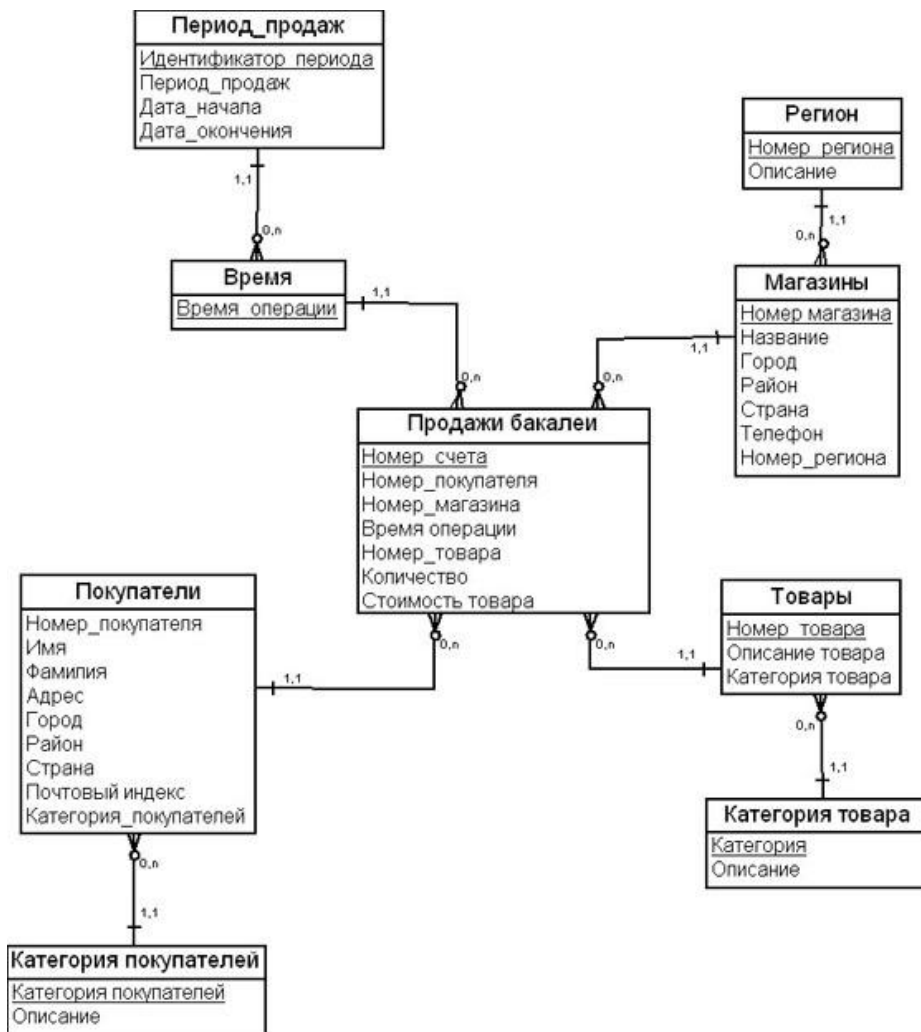 Период_продаж
Идентификатор_периода
Период_продаж
Дата_начала
Дата_окончения
1,1
0,n
Время
Время_операции
1,1
0,n
Регион
Номер_региона
Описание
1,1
0,n
Магазины
Номер магазина
Название
Город
Район
Страна
Телефон
Номер_региона
1,1
0,n
Продажи бакалеи
Номер_счета
Номер_покупателя
Номер_магазина
Время операции
Номер_товара
Количество
Стоимость товара
0,n
0,n
Покупатели
Номер_покупателя
Имя
Фамилия
Адрес
Город
Район
Страна
Почтовый индекс
Категория_покупателей
1,1
0,n
1,1
Категория покупателей
Категория покупателей
Описание
Товары
Номер_товара
Описание товара
Категория товара
1,1
0,n
1,1
Категория товара
Категория
Описание